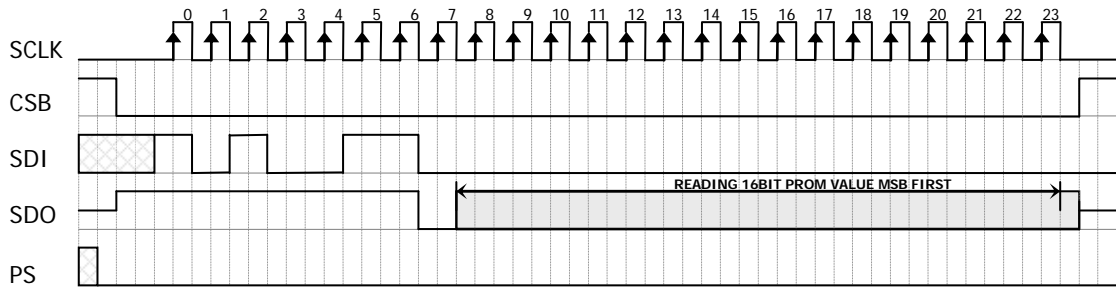 0 1 2 3 4 5 6 7 8 9 10 11 12 13 14 15 16 17 18 19 20 21 22 23
SCLK
CSB
SDI
READING 16BIT PROM VALUE MSB FIRST
SDO
PS